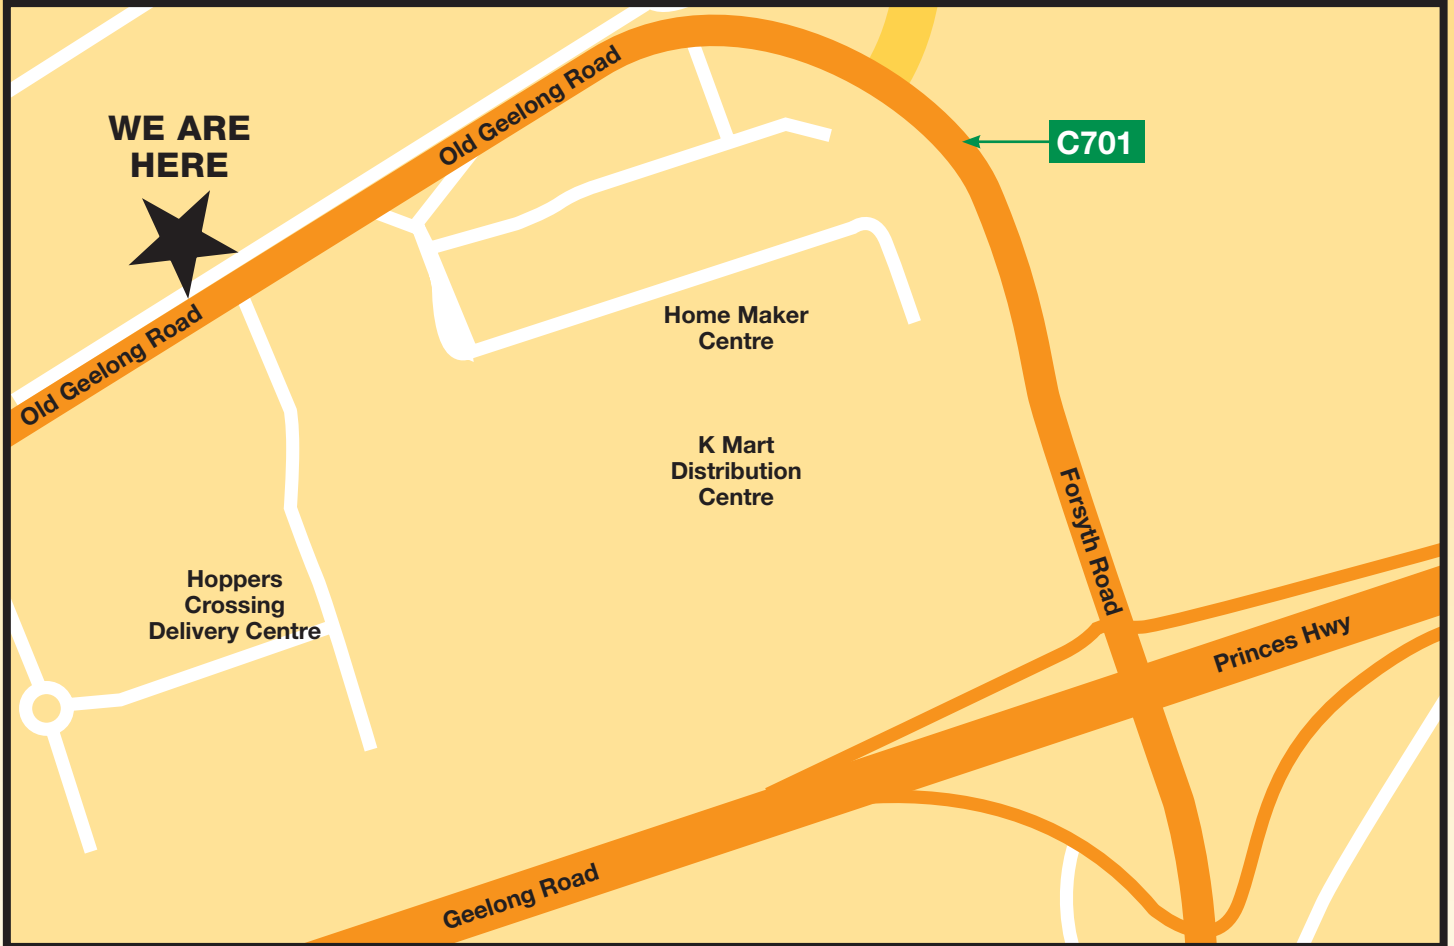 Old Geelong Road
WE ARE
HERE
C701
Old Geelong Road
Home Maker
Centre
K Mart
Distribution
Centre
Forsyth Road
Hoppers
Crossing
Delivery Centre
Princes Hwy
Geelong Road